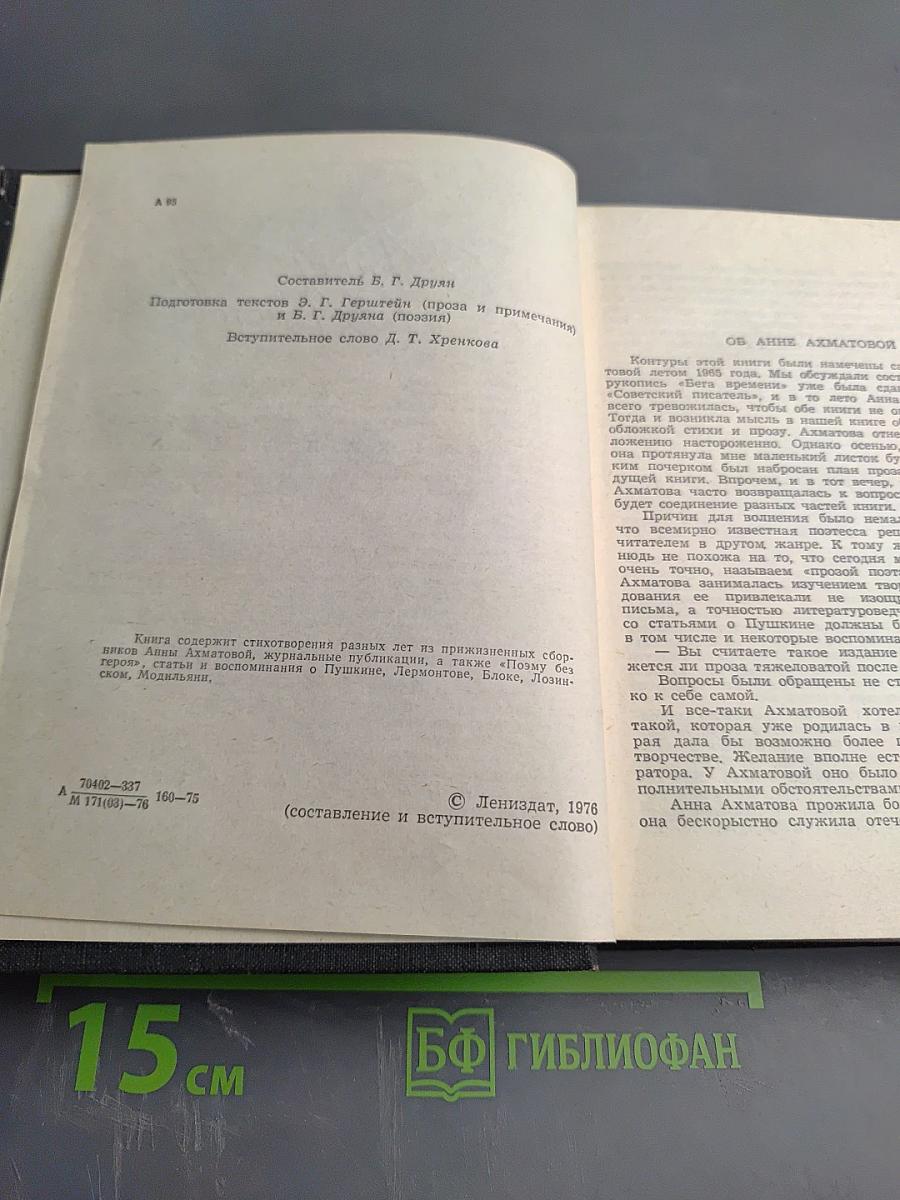 А 95
Составитель Б. Г. Друян
Подготовка текстов Э. Г. Герштейн (проза и примечания)
и Б. Г. Друяна (поэзия)
Вступительное слово Д. Т. Хренкова
Книга содержит стихотворения разных лет из прижизненных сбор-
ников Анны Ахматовой, журнальные публикации, а также «Поэму без
героя», статьи и воспоминания о Пушкине, Лермонтове, Блоке, Лозин-
ском, Модильяни.
А 70402—337
М 171(03)—76 160—75
© Лениздат, 1976
(составление и вступительное слово)
ОБ АННЕ АХМАТОВОЙ
Контуры этой книги были намечены
товой летом 1965 года. Мы обсуждали
рукопись «Бега времени» уже была
«Советский писатель», и в то лето Анна
всего тревожилась, чтобы обе книги не
Тогда и возникла мысль в нашей книге
обложкой стихи и прозу. Ахматова
ложению настороженно. Однако осенью,
она протянула мне маленький листок
ким почерком был набросан план
дущей книги. Впрочем, и в тот вечер,
Ахматова часто возвращалась к
будет соединение разных частей книги.
Причин для волнения было
что всемирно известная поэтесса
читателем в другом жанре. К тому
нюдь не похожа на то, что сегодня
очень точно, называем «прозой
Ахматова занималась изучением
дования ее привлекали не
письма, а точностью
со статьями о Пушкине должны
в том числе и некоторые
— Вы считаете такое издание
жется ли проза тяжеловатой после
Вопросы были обращены не
ко к себе самой.
И все-таки Ахматовой
такой, которая уже родилась в
рая дала бы возможно более
творчестве. Желание вполне
ратора. У Ахматовой оно было
полнительными
Анна Ахматова прожила
она бескорыстно служила
15 см
БФ ГИБЛИОФАН